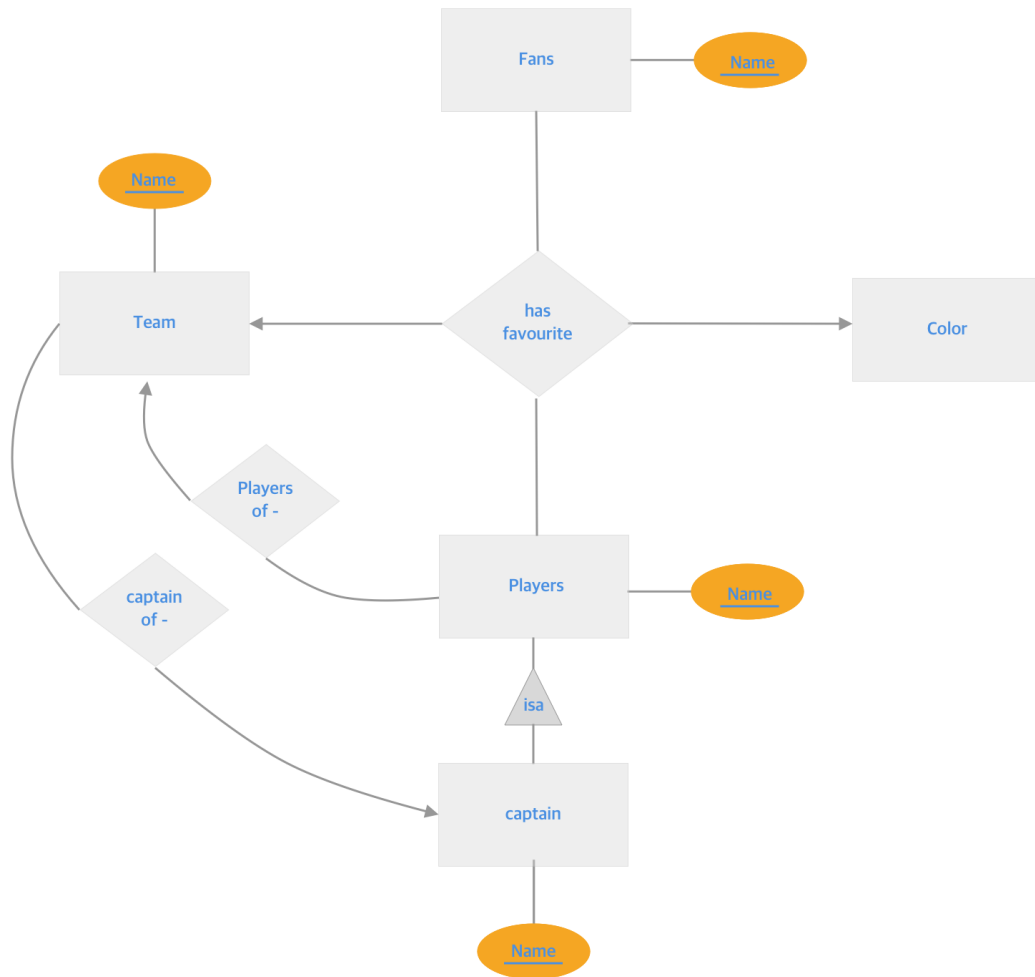 Fans
Name
Name
Team
has
favourite
Color
Players
of -
captain
of -
Players
Name
isa
captain
Name